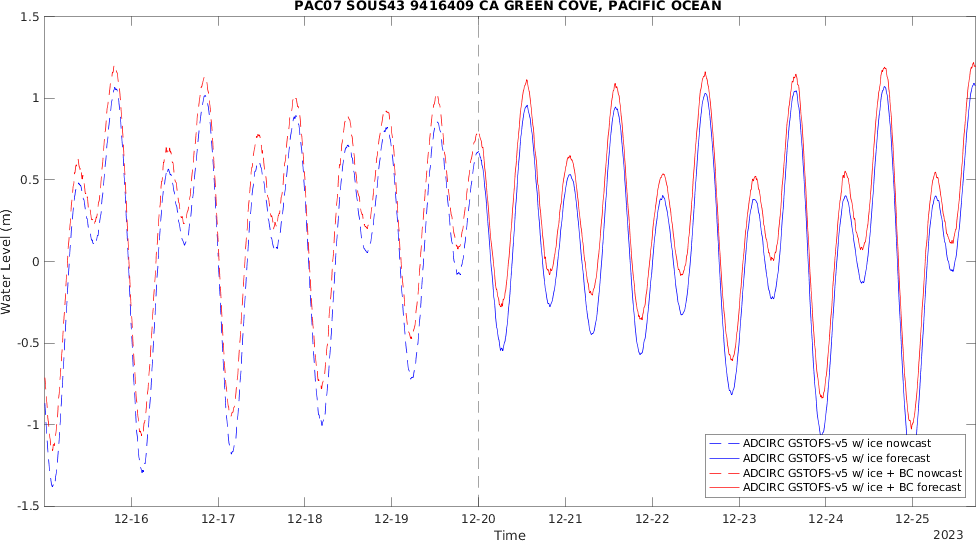 PAC07 SOUS43 9416409 CA GREEN COVE, PACIFIC OCEAN
Water Level (m)
1.5
1
0.5
0
-0.5
-1
-1.5
ADCIRC GSTOFS-v5 w/ ice nowcast
ADCIRC GSTOFS-v5 w/ ice forecast
ADCIRC GSTOFS-v5 w/ ice + BC nowcast
ADCIRC GSTOFS-v5 w/ ice + BC forecast
12-16 12-17 12-18 12-19 12-20 12-21 12-22 12-23 12-24 12-25
Time
2023